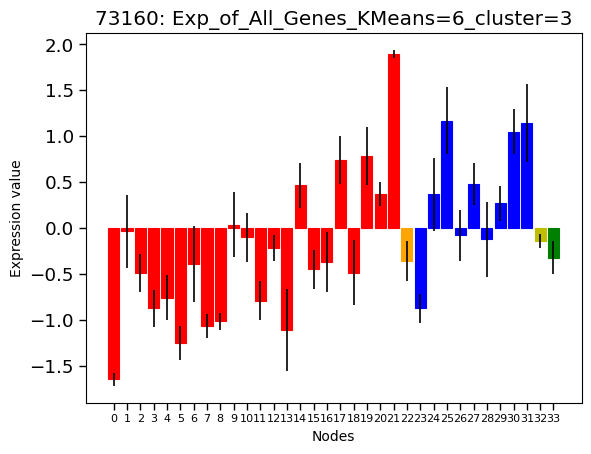 73160: Exp_of_All_Genes_KMeans=6_cluster=3
Expression value
2.0
1.5
1.0
0.5
0.0
−0.5
−1.0
−1.5
0 1 2 3 4 5 6 7 8 9 10 11 12 13 14 15 16 17 18 19 20 21 22 23 24 25 26 27 28 29 30 31 32 33
Nodes